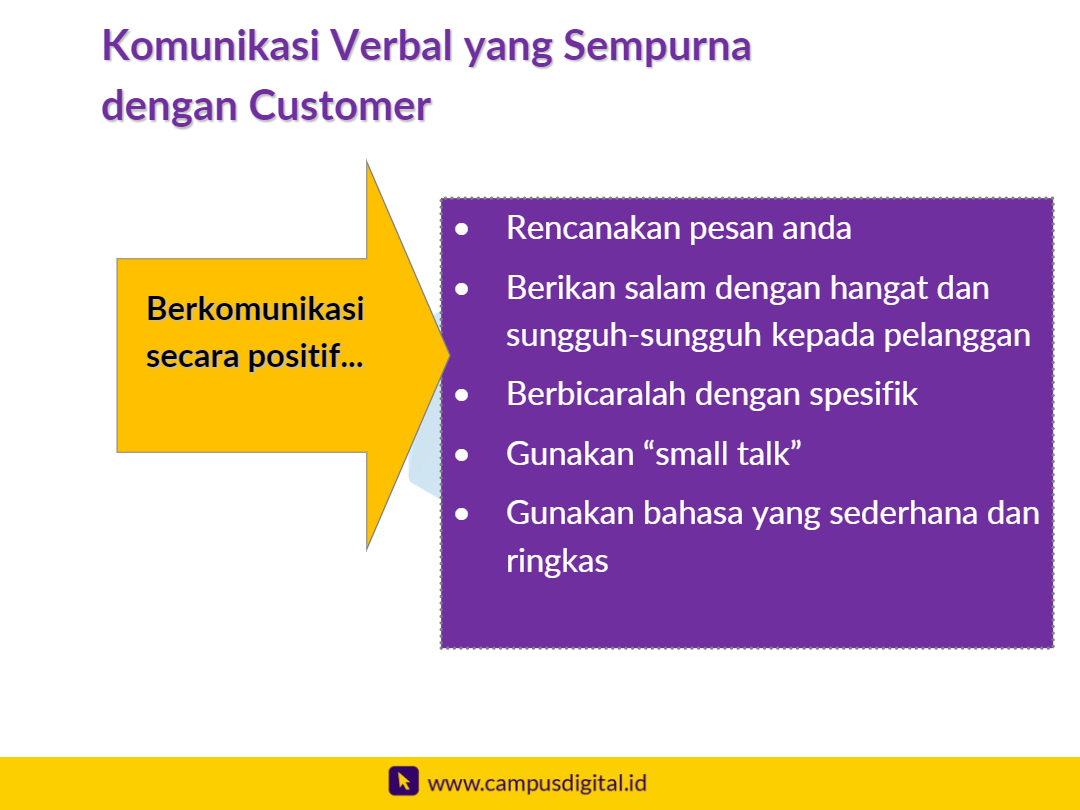 Komunikasi Verbal yang Sempurna
dengan Customer
Berkomunikasi
secara positif...
• Rencanakan pesan anda
• Berikan salam dengan hangat dan
sungguh-sungguh kepada pelanggan
• Berbicaralah dengan spesifik
• Gunakan “small talk”
• Gunakan bahasa yang sederhana dan
ringkas
www.campusdigital.id